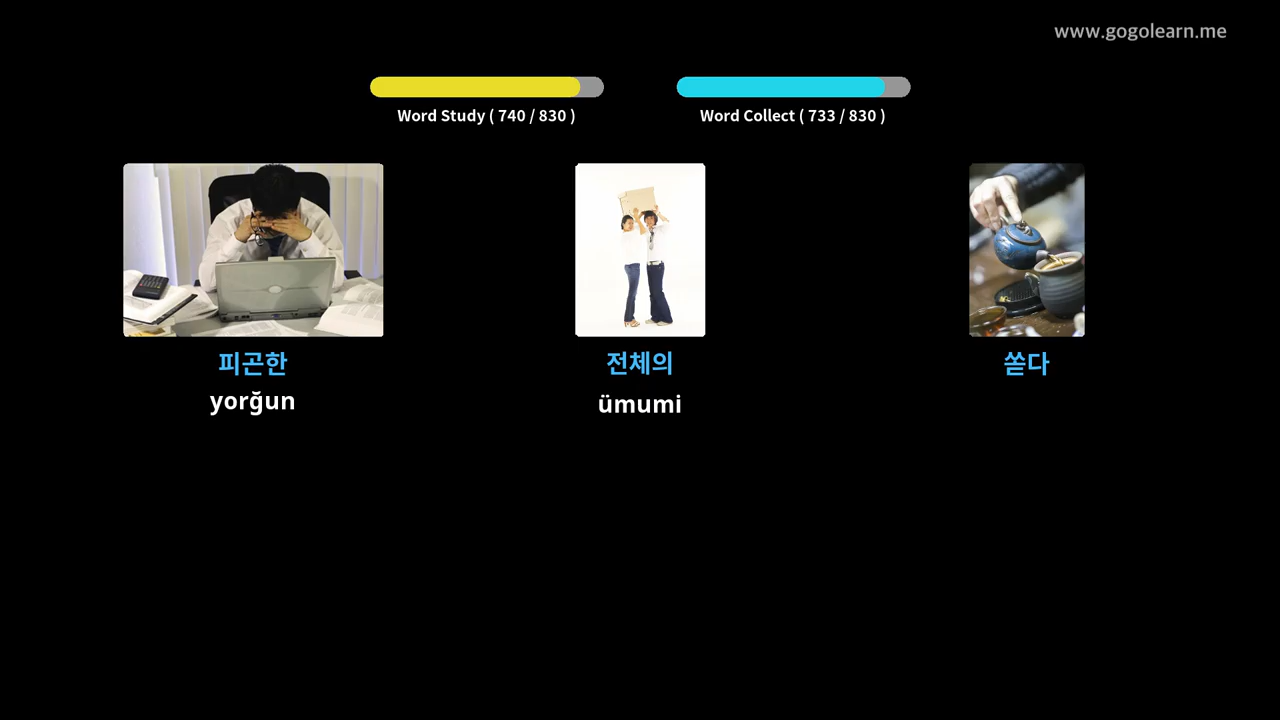 www.gogolearn.me
Word Study ( 740 / 830 )
Word Collect ( 733 / 830 )
피곤한
yorğun
전체의
ümumi
쏟다